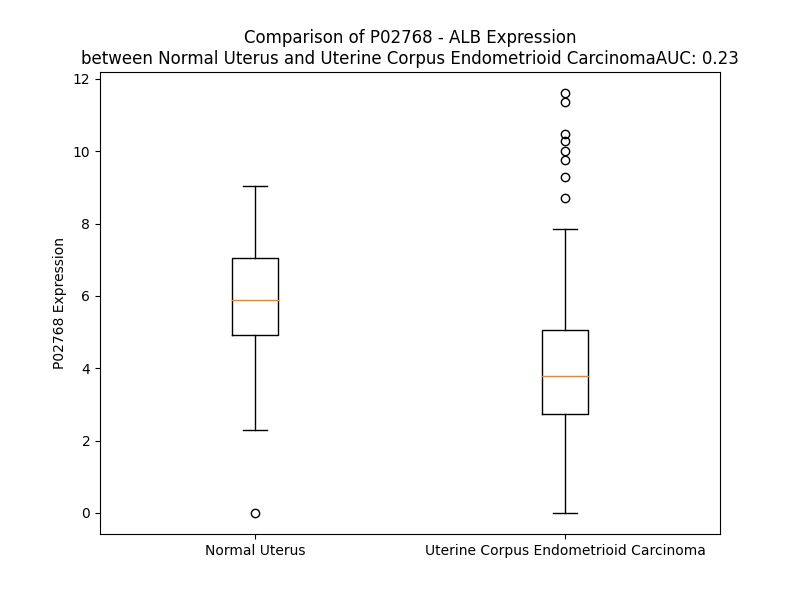 Comparison of P02768 - ALB Expression
between Normal Uterus and Uterine Corpus Endometrioid CarcinomaAUC: 0.23
12
10
8
6
4
2
0
P02768 Expression
Normal Uterus
Uterine Corpus Endometrioid Carcinoma